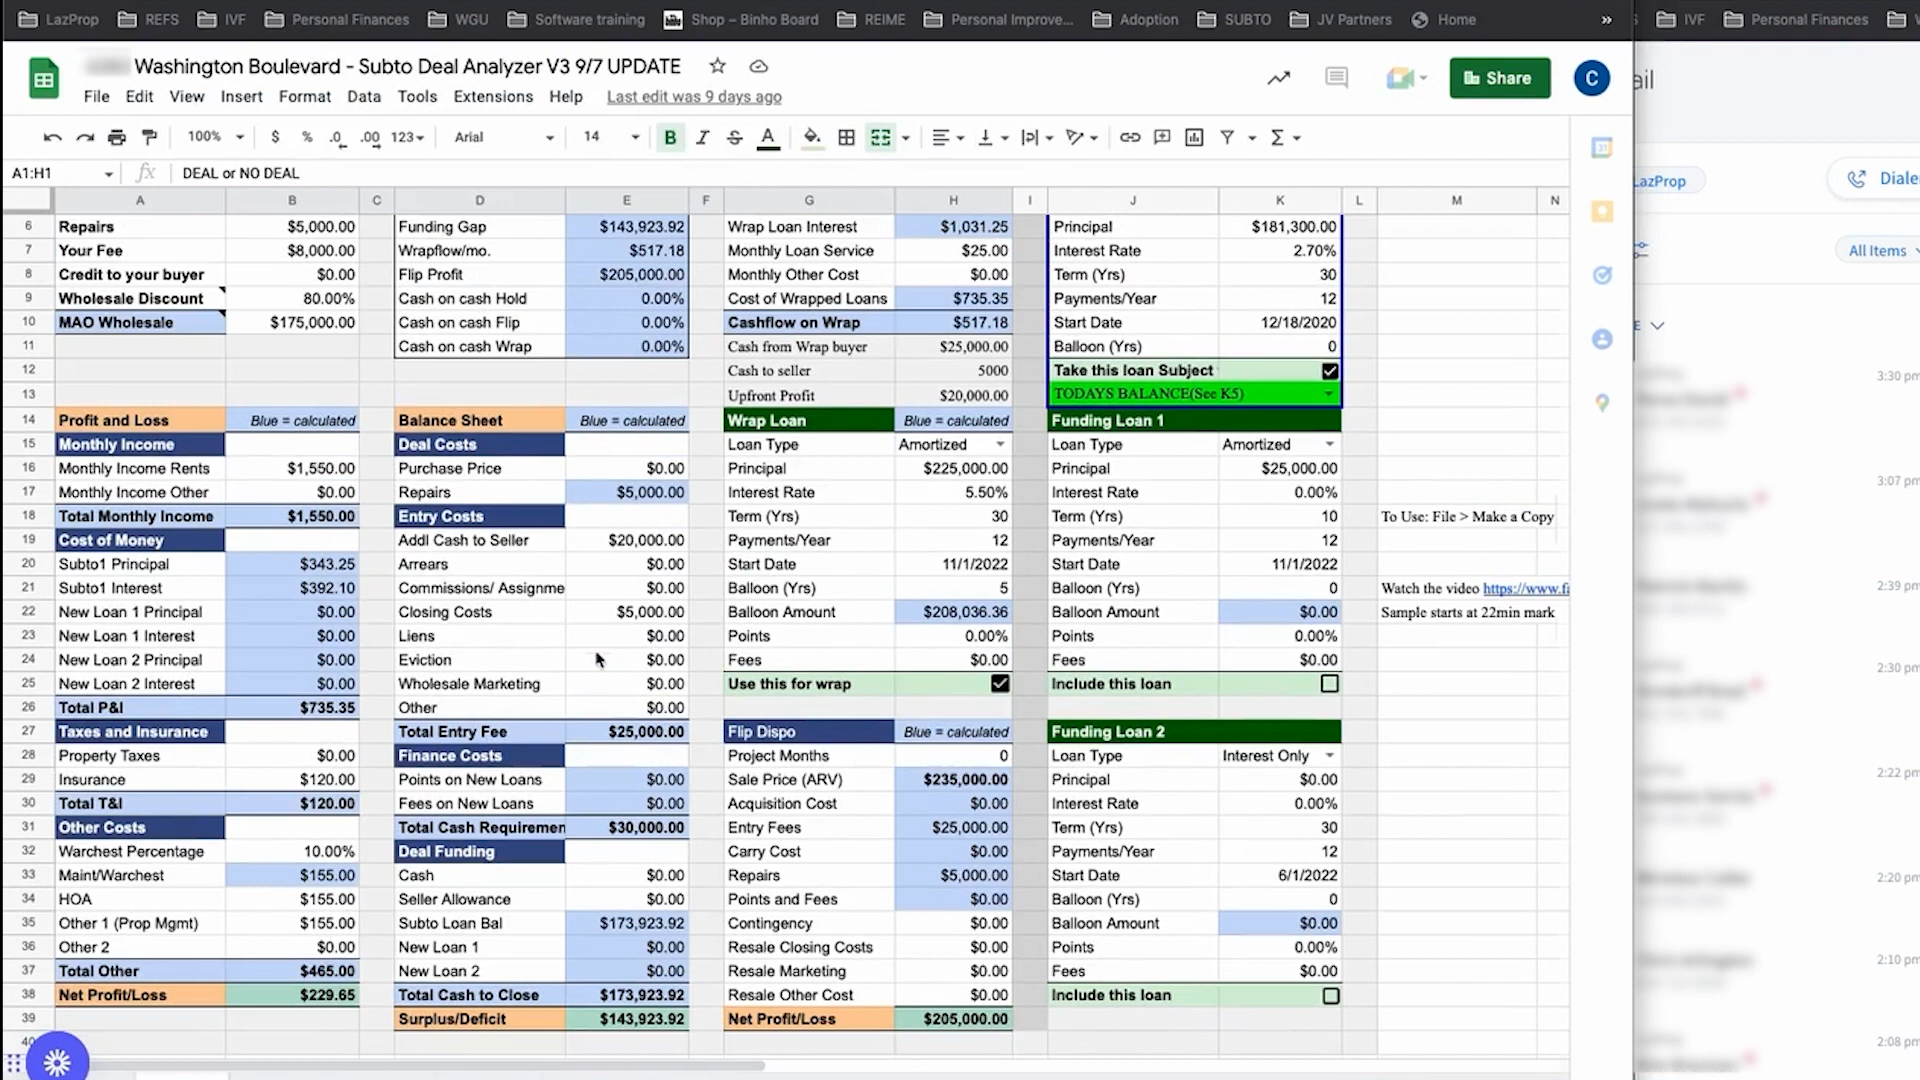 LazProp REFS IVF Personal Finances WGU Software training Shop – Binho Board REIME Personal Improve... Adoption SUBTO JV Partners Home » IVF Personal Finances
Washington Boulevard - Subto Deal Analyzer V3 9/7 UPDATE
Share C ail
File Edit View Insert Format Data Tools Extensions Help Last edit was 9 days ago
100% $ % .0 .00 123 Arial 14 B I S A
A1:H1 fx DEAL or NO DEAL LazProp Dialer
A B C D E F G H I J K L M N
6 Repairs $5,000.00 Funding Gap $143,923.92 Wrap Loan Interest $1,031.25 Principal $181,300.00
7 Your Fee $8,000.00 Wrapflow/mo. $517.18 Monthly Loan Service $25.00 Interest Rate 2.70% All Items
8 Credit to your buyer $0.00 Flip Profit $205,000.00 Monthly Other Cost $0.00 Term (Yrs) 30
9 Wholesale Discount 80.00% Cash on cash Hold 0.00% Cost of Wrapped Loans $735.35 Payments/Year 12
10 MAO Wholesale $175,000.00 Cash on cash Flip 0.00% Cashflow on Wrap $517.18 Start Date 12/18/2020
11 Cash on cash Wrap 0.00% Cash from Wrap buyer $25,000.00 Balloon (Yrs) 0
12 Cash to seller 5000 Take this loan Subject
13 Upfront Profit $20,000.00 TODAYS BALANCE(See K5) 3:30 pm
14 Profit and Loss Blue = calculated Balance Sheet Blue = calculated Wrap Loan Blue = calculated Funding Loan 1
15 Monthly Income Deal Costs Loan Type Amortized Loan Type Amortized
16 Monthly Income Rents $1,550.00 Purchase Price $0.00 Principal $225,000.00 Principal $25,000.00
17 Monthly Income Other $0.00 Repairs $5,000.00 Interest Rate 5.50% Interest Rate 0.00% 3:07 pm
18 Total Monthly Income $1,550.00 Entry Costs Term (Yrs) 30 Term (Yrs) 10 To Use: File > Make a Copy
19 Cost of Money Addl Cash to Seller $20,000.00 Payments/Year 12 Payments/Year 12
20 Subto1 Principal $343.25 Arrears $0.00 Start Date 11/1/2022 Start Date 11/1/2022
21 Subto1 Interest $392.10 Commissions/ Assignme $0.00 Balloon (Yrs) 5 Balloon (Yrs) 0 Watch the video https://www.f 2:39 pm
22 New Loan 1 Principal $0.00 Closing Costs $5,000.00 Balloon Amount $208,036.36 Balloon Amount $0.00 Sample starts at 22min mark
23 New Loan 1 Interest $0.00 Liens $0.00 Points 0.00% Points 0.00%
24 New Loan 2 Principal $0.00 Eviction $0.00 Fees $0.00 Fees $0.00 2:30 pm
25 New Loan 2 Interest $0.00 Wholesale Marketing $0.00 Use this for wrap Include this loan
26 Total P&I $735.35 Other $0.00
27 Taxes and Insurance Total Entry Fee $25,000.00 Flip Dispo Blue = calculated Funding Loan 2
28 Property Taxes $0.00 Finance Costs Project Months 0 Loan Type Interest Only 2:22 pm
29 Insurance $120.00 Points on New Loans $0.00 Sale Price (ARV) $235,000.00 Principal $0.00
30 Total T&I $120.00 Fees on New Loans $0.00 Acquisition Cost $0.00 Interest Rate 0.00%
31 Other Costs Total Cash Requiremen $30,000.00 Entry Fees $25,000.00 Term (Yrs) 30
32 Warchest Percentage 10.00% Deal Funding Carry Cost $0.00 Payments/Year 12
33 Maint/Warchest $155.00 Cash $0.00 Repairs $5,000.00 Start Date 6/1/2022 2:20 pm
34 HOA $155.00 Seller Allowance $0.00 Points and Fees $0.00 Balloon (Yrs) 0
35 Other 1 (Prop Mgmt) $155.00 Subto Loan Bal $173,923.92 Contingency $0.00 Balloon Amount $0.00
36 Other 2 $0.00 New Loan 1 $0.00 Resale Closing Costs $0.00 Points 0.00%
37 Total Other $465.00 New Loan 2 $0.00 Resale Marketing $0.00 Fees $0.00 2:10 pm
38 Net Profit/Loss $229.65 Total Cash to Close $173,923.92 Resale Other Cost $0.00 Include this loan
39 Surplus/Deficit $143,923.92 Net Profit/Loss $205,000.00
40 2:08 pm